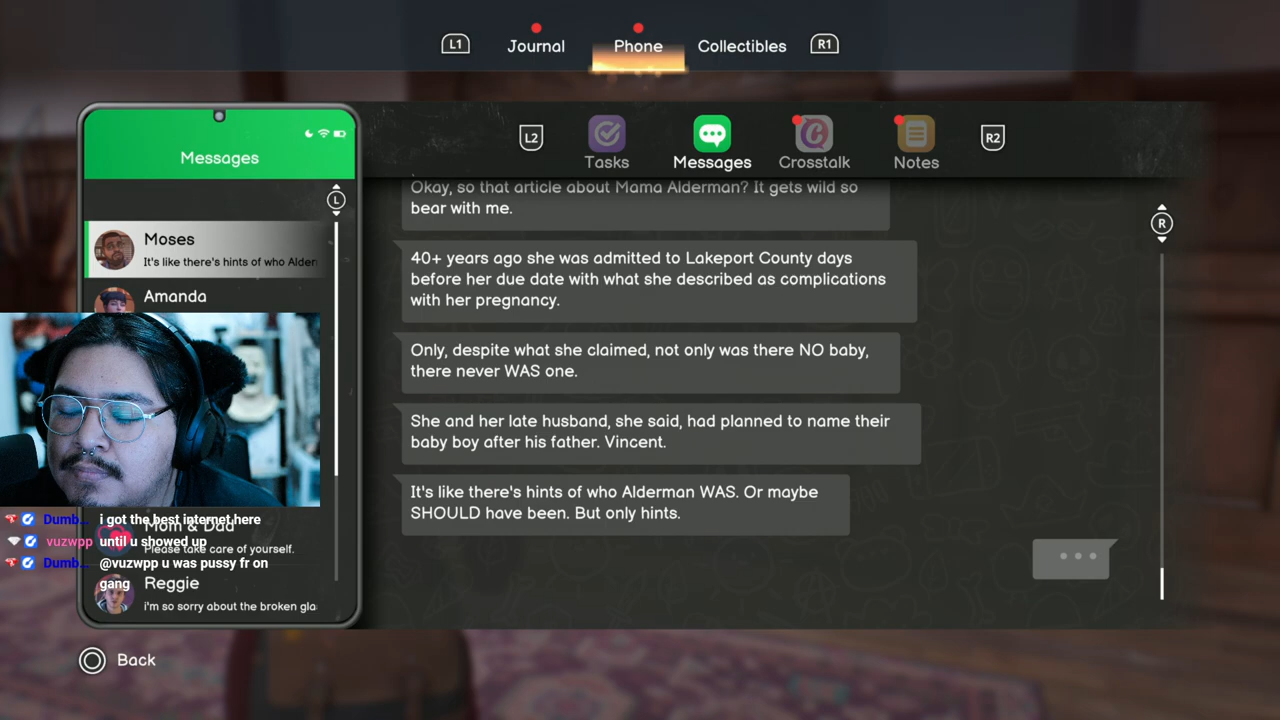 L1
Journal
Phone
Collectibles
R1
Messages
L
Moses
It's like there's hints of who Alder
Amanda
Mom & Dad
Please take care of yourself.
Reggie
i'm so sorry about the broken gla
Dumb... i got the best internet here
vuzwpp until u showed up
Dumb... @vuzwpp u was pussy fr on
gang
L2
Tasks
Messages
Crosstalk
Notes
R2
R
Okay, so that article about Mama Alderman? It gets wild so
bear with me.
40+ years ago she was admitted to Lakeport County days
before her due date with what she described as complications
with her pregnancy.
Only, despite what she claimed, not only was there NO baby,
there never WAS one.
She and her late husband, she said, had planned to name their
baby boy after his father. Vincent.
It's like there's hints of who Alderman WAS. Or maybe
SHOULD have been. But only hints.
Back